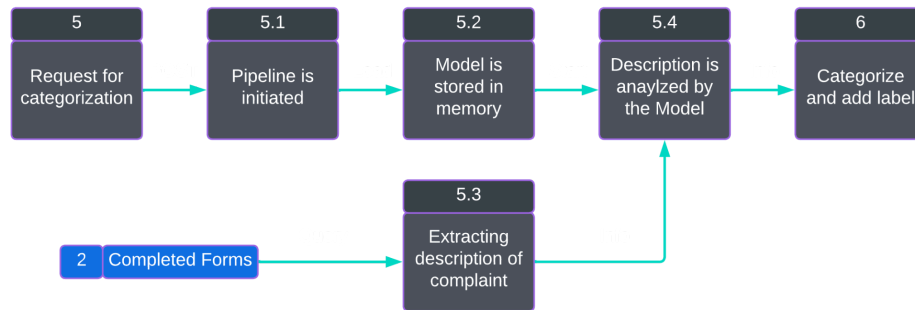 5
Request for
categorization
5.1
Pipeline is
initiated
5.2
Model is
stored in
memory
5.4
Description is
anaylzed by
the Model
6
Categorize
and add label
5.3
Extracting
description of
complaint
2 Completed Forms